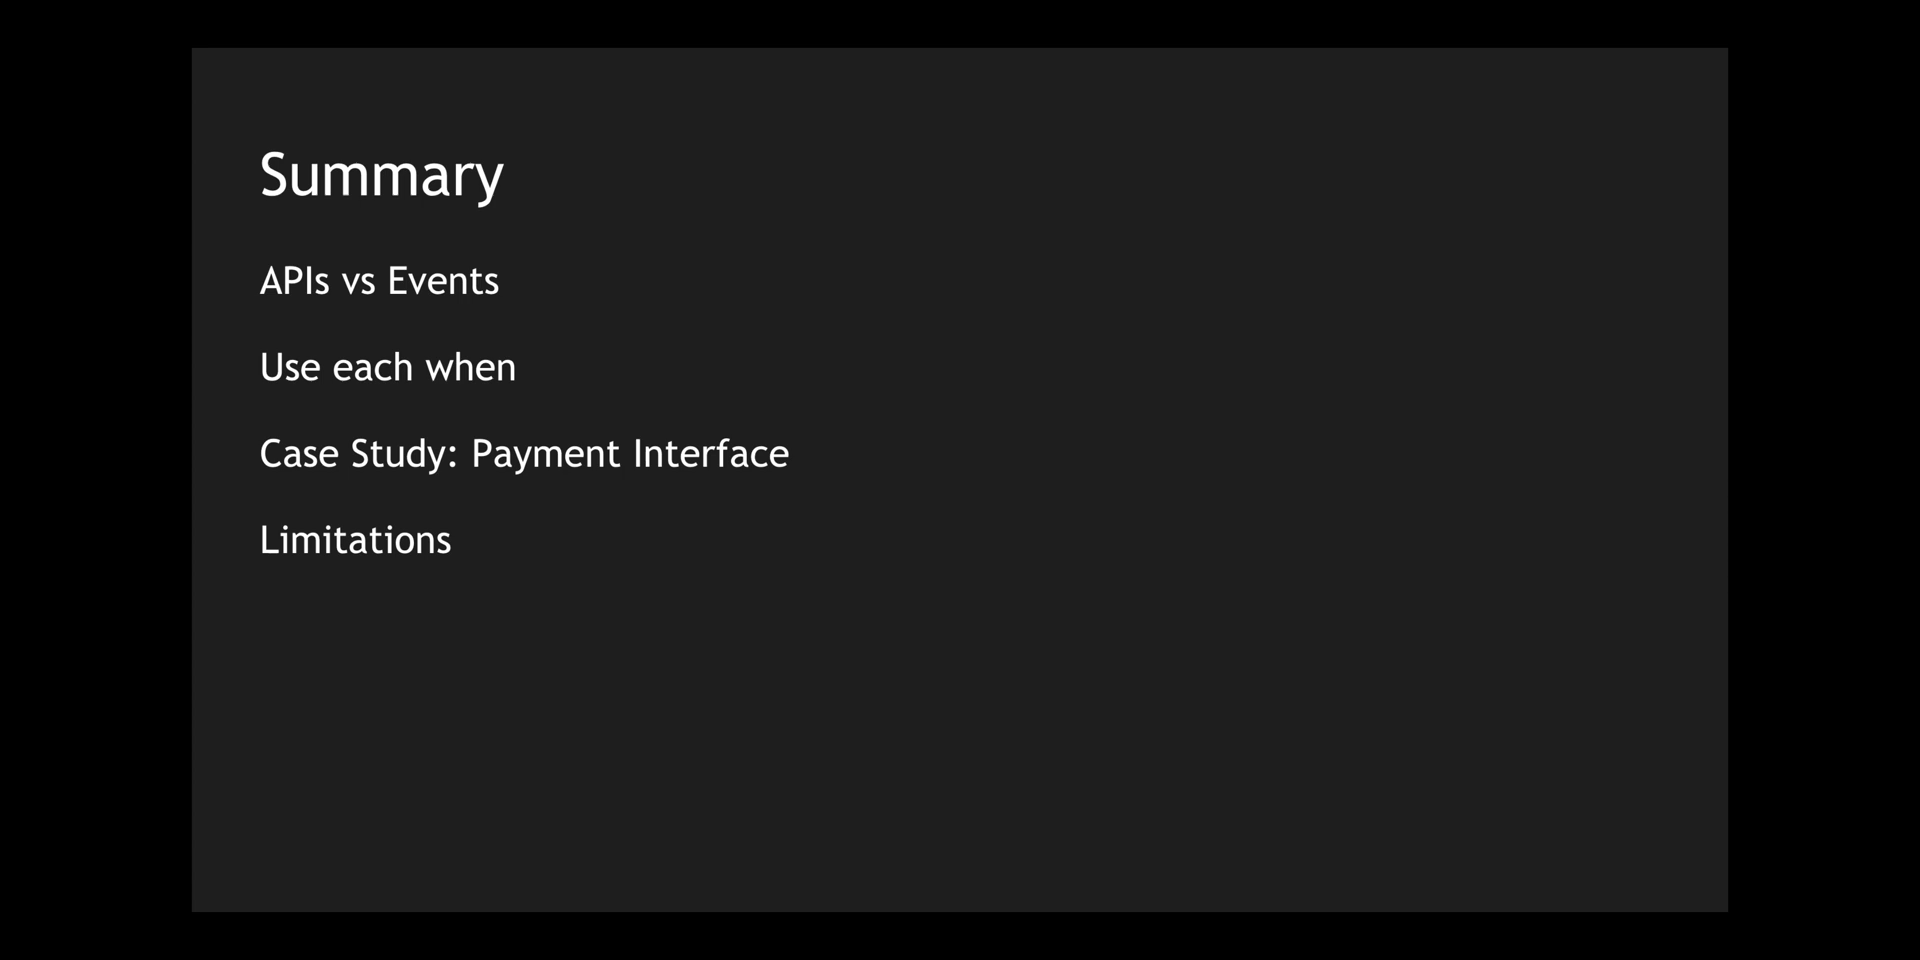 Summary
APIs vs Events
Use each when
Case Study: Payment Interface
Limitations